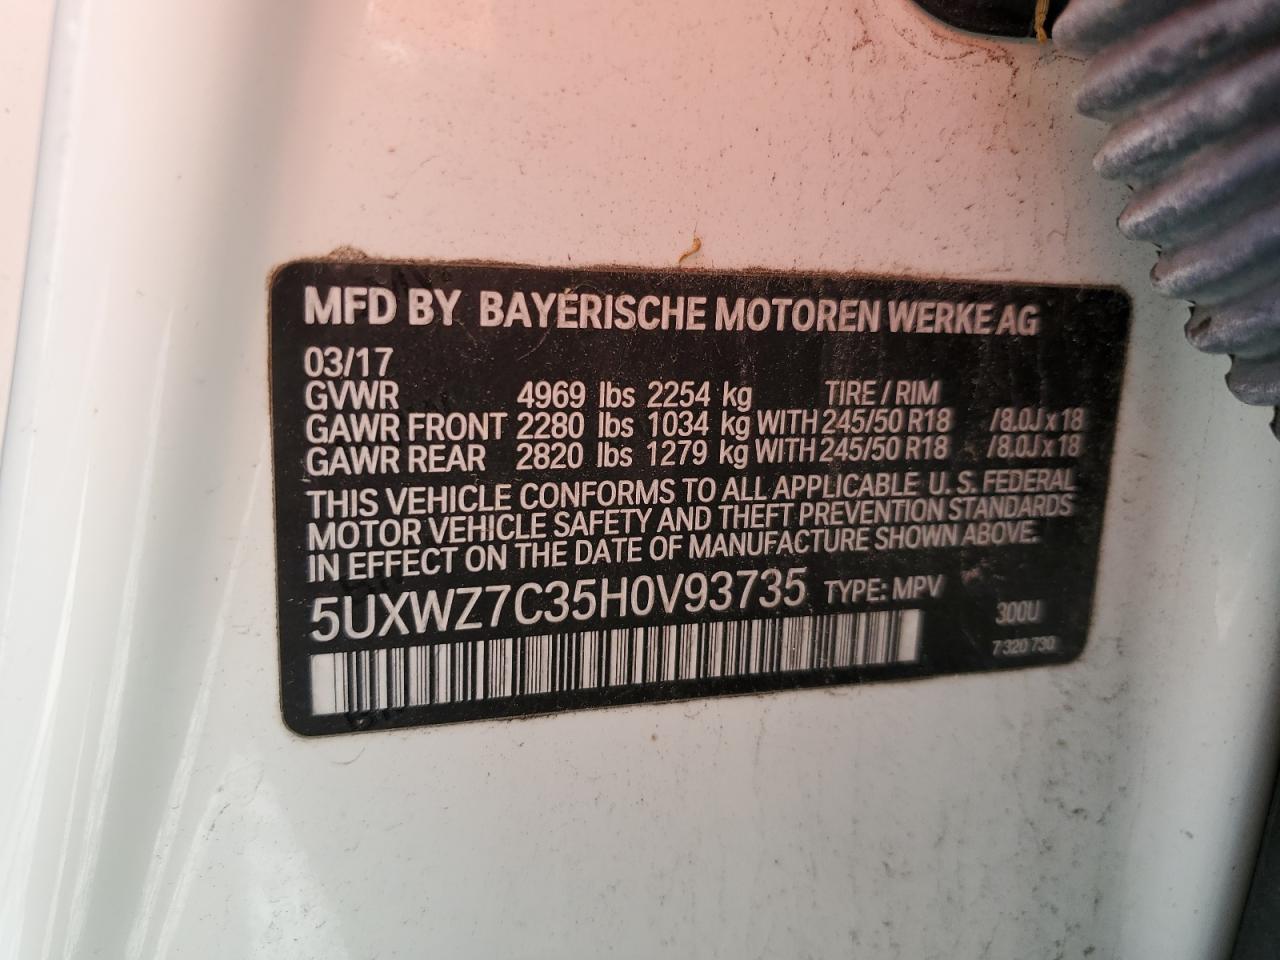 MFD BY BAYERISCHE MOTOREN WERKE AG
03/17
GVWR 4969 lbs 2254 kg TIRE / RIM
GAWR FRONT 2280 lbs 1034 kg WITH 245/50 R18 /8.0J x 18
GAWR REAR 2820 lbs 1279 kg WITH 245/50 R18 /8.0J x 18
THIS VEHICLE CONFORMS TO ALL APPLICABLE U. S. FEDERAL
MOTOR VEHICLE SAFETY AND THEFT PREVENTION STANDARDS
IN EFFECT ON THE DATE OF MANUFACTURE SHOWN ABOVE.
5UXWZ7C35H0V93735 TYPE: MPV
300U
7 320 730